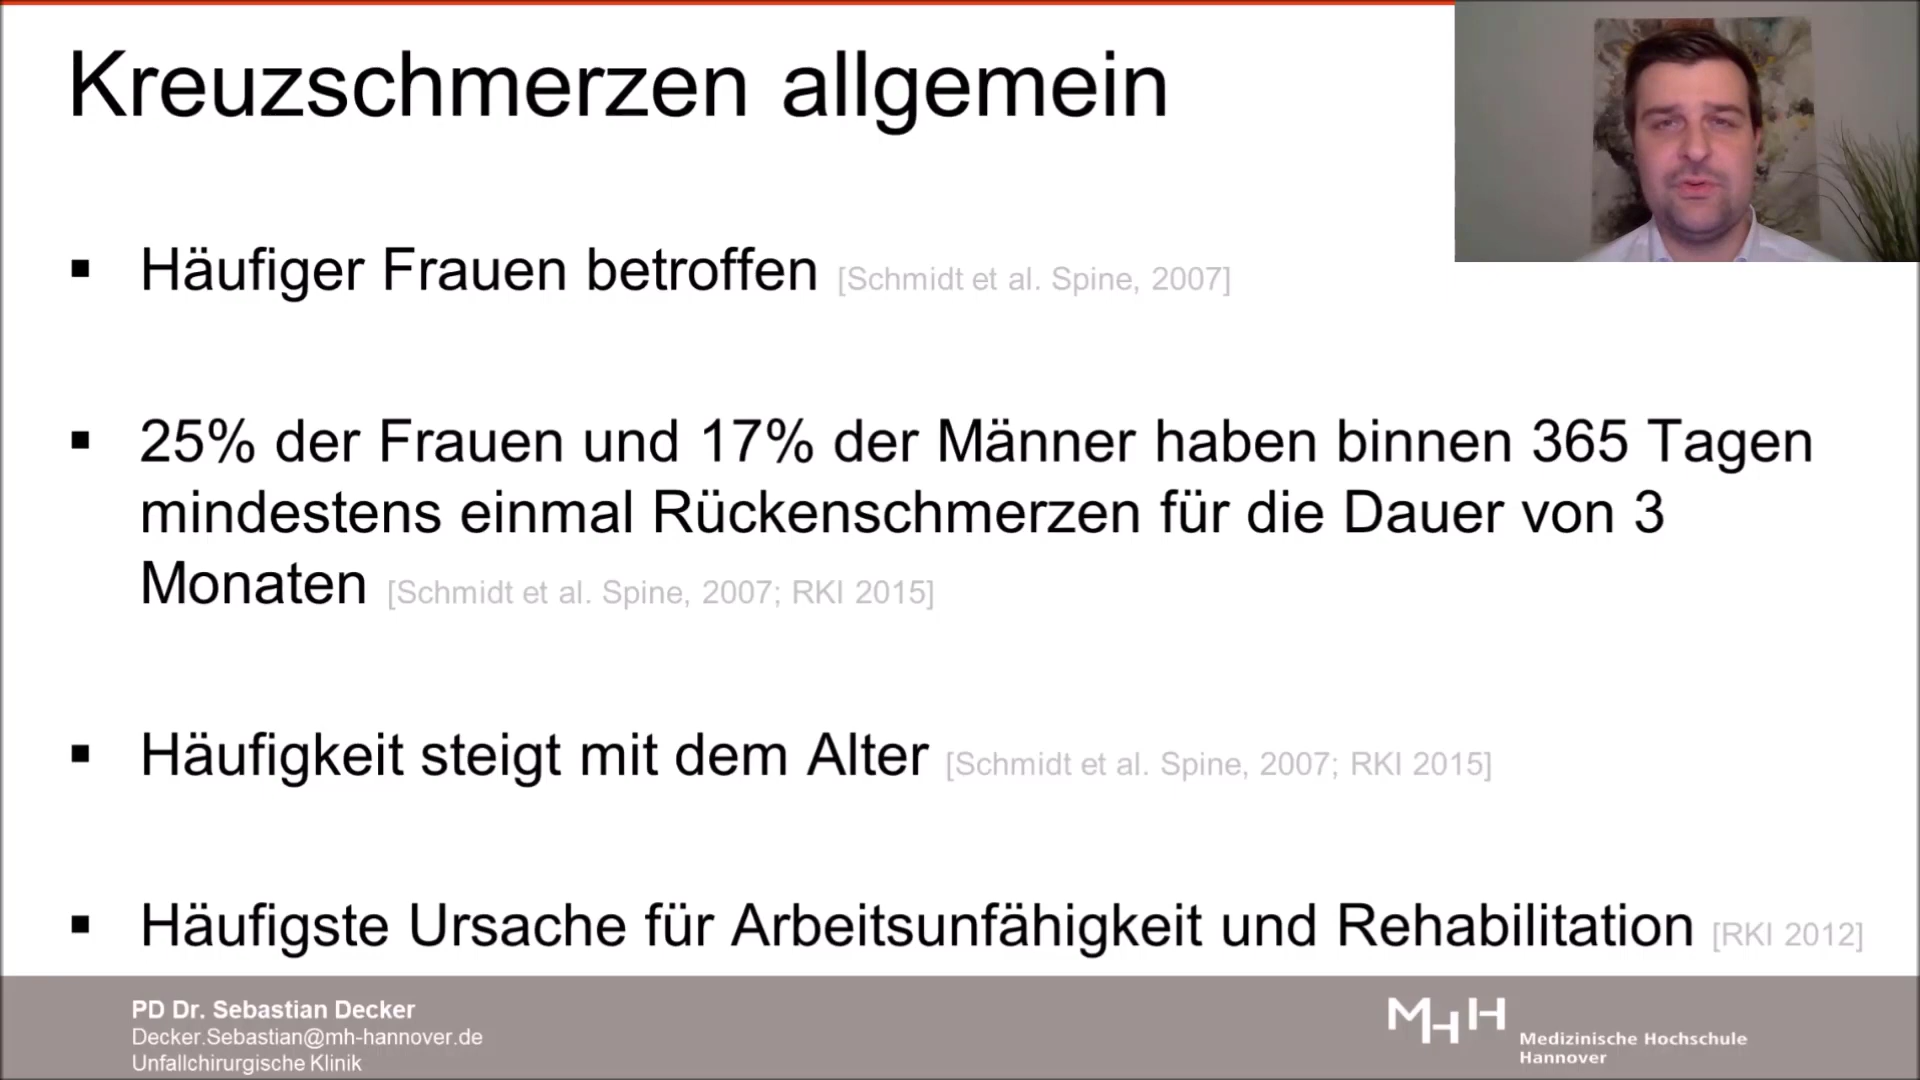 Kreuzschmerzen allgemein
▪ Häufiger Frauen betroffen [Schmidt et al. Spine, 2007]
▪ 25% der Frauen und 17% der Männer haben binnen 365 Tagen
mindestens einmal Rückenschmerzen für die Dauer von 3
Monaten [Schmidt et al. Spine, 2007; RKI 2015]
▪ Häufigkeit steigt mit dem Alter [Schmidt et al. Spine, 2007; RKI 2015]
▪ Häufigste Ursache für Arbeitsunfähigkeit und Rehabilitation [RKI 2012]
PD Dr. Sebastian Decker
Decker.Sebastian@mh-hannover.de
Unfallchirurgische Klinik
MHH
Medizinische Hochschule
Hannover